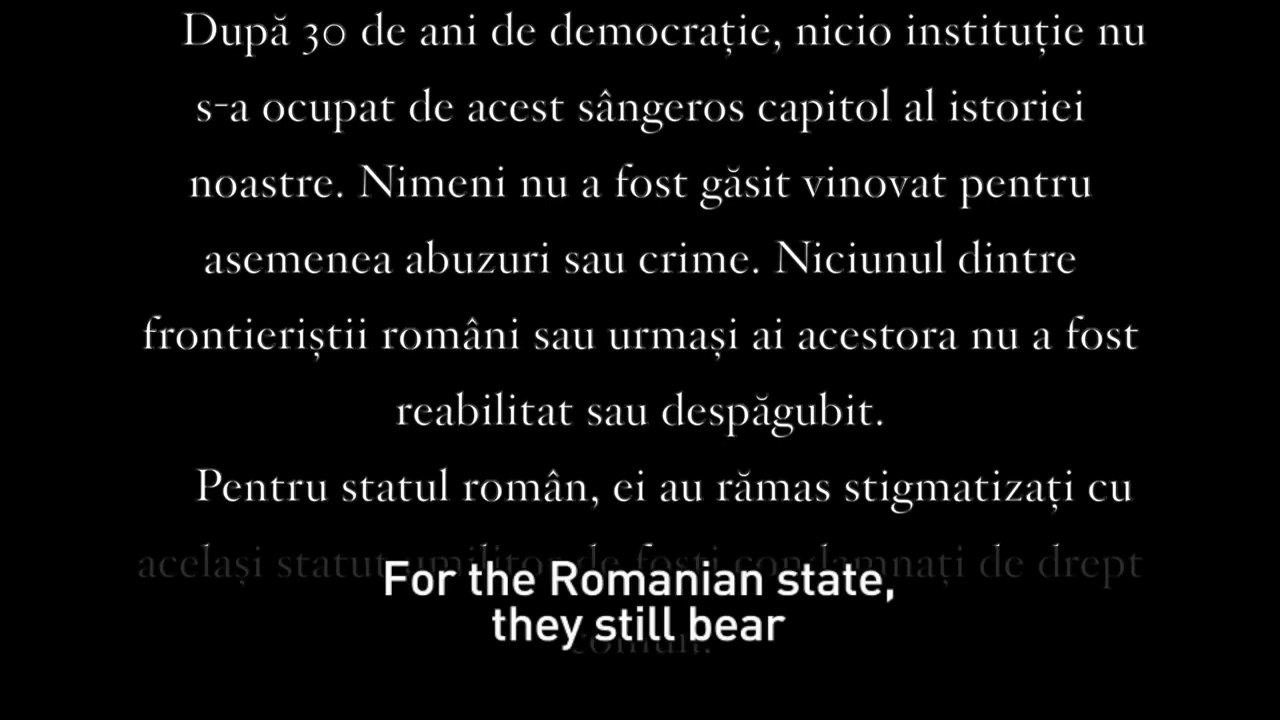 După 30 de ani de democrație, nicio instituție nu
s-a ocupat de acest sângeros capitol al istoriei
noastre. Nimeni nu a fost găsit vinovat pentru
asemenea abuzuri sau crime. Niciunul dintre
frontieriștii români sau urmași ai acestora nu a fost
reabilitat sau despăgubit.
Pentru statul român, ei au rămas stigmatizați cu
același statut umilitor de foști condamnați de drept
For the Romanian state,
they still bear
comun.